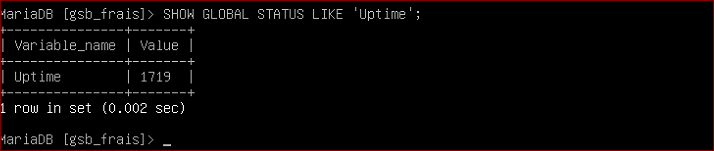 MariaDB [gsb_frais]> SHOW GLOBAL STATUS LIKE 'Uptime';
+---------------+-------+
| Variable_name | Value |
+---------------+-------+
| Uptime        | 1719  |
+---------------+-------+
1 row in set (0.002 sec)
MariaDB [gsb_frais]> _